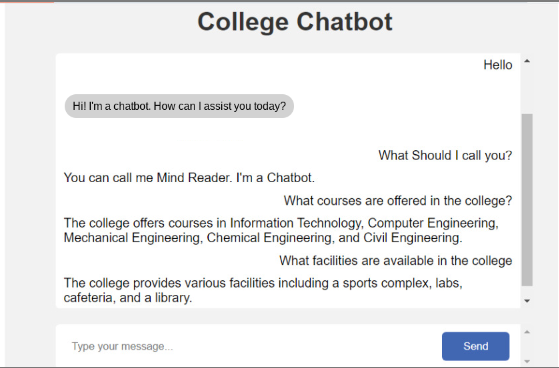 College Chatbot
Hello
Hi! I'm a chatbot. How can I assist you today?
What Should I call you?
You can call me Mind Reader. I'm a Chatbot.
What courses are offered in the college?
The college offers courses in Information Technology, Computer Engineering,
Mechanical Engineering, Chemical Engineering, and Civil Engineering.
What facilities are available in the college
The college provides various facilities including a sports complex, labs,
cafeteria, and a library.
Type your message...
Send